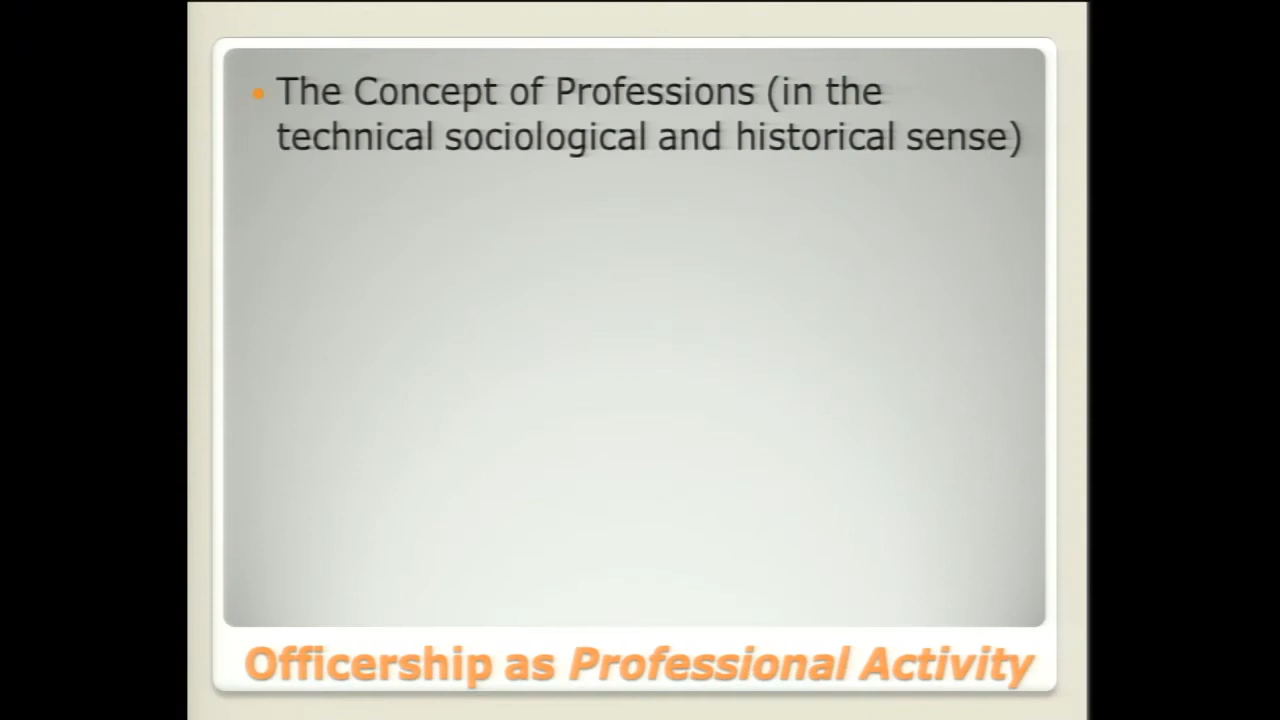 • The Concept of Professions (in the
technical sociological and historical sense)
Officership as Professional Activity